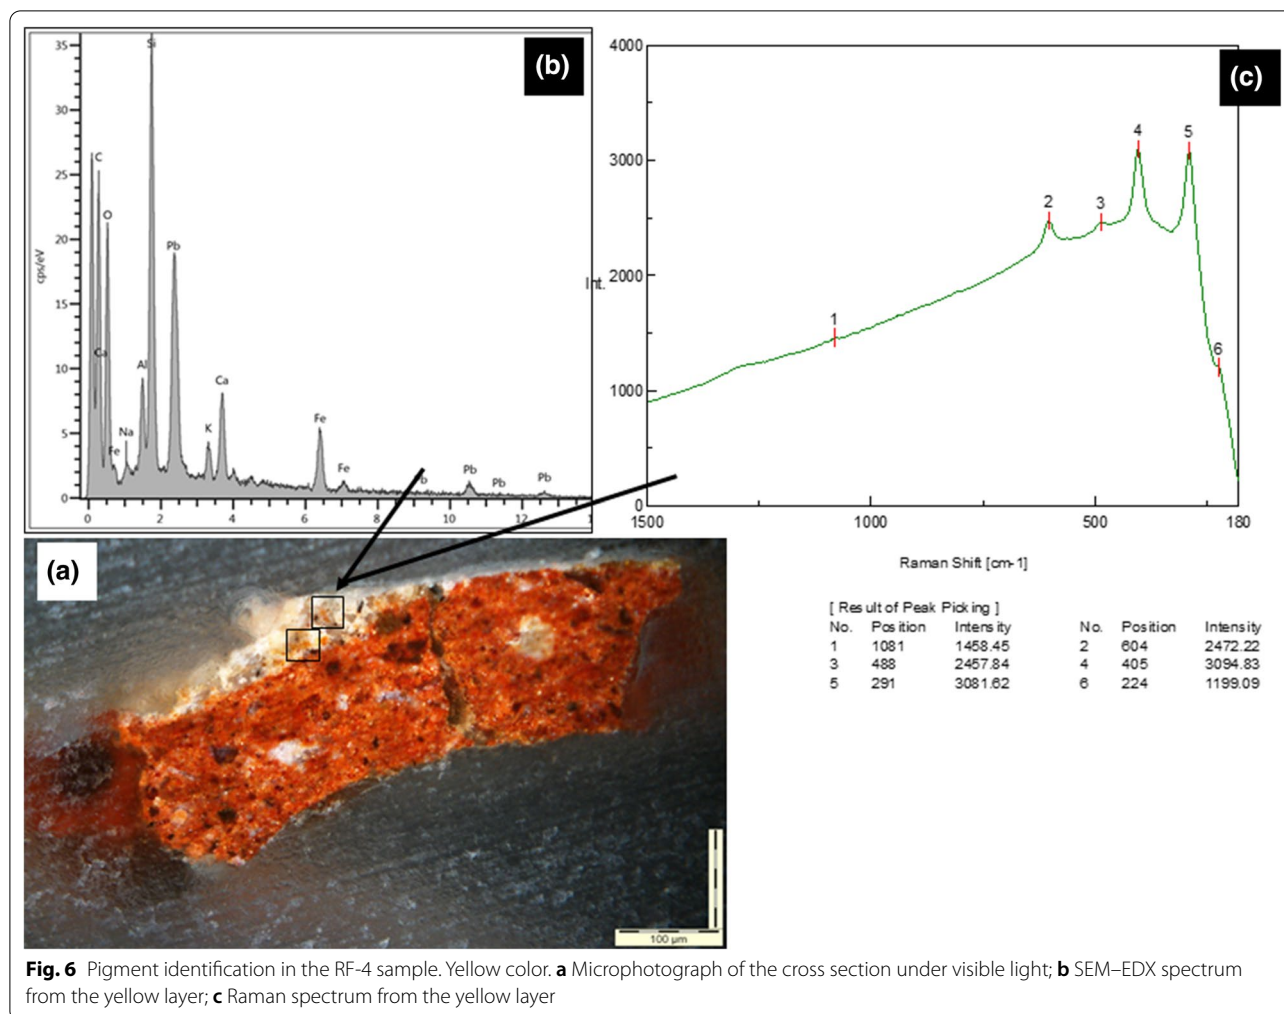 (b)
35
30
25
20
15
10
5
0
cps/eV
C
Ca
O
Fe
Na
Al
Si
Pb
K
Ca
Fe
Fe
Pb
Pb
Pb
0 2 4 6 8 10 12
(c)
4000
3000
2000
1000
0
Int.
1 2 3 4 5 6
1500 1000 500 180
Raman Shift [cm-1]
[ Result of Peak Picking ]
No. Position Intensity No. Position Intensity
1 1081 1458.45 2 604 2472.22
3 488 2457.84 4 405 3094.83
5 291 3081.62 6 224 1199.09
(a)
100 µm
Fig. 6 Pigment identification in the RF-4 sample. Yellow color. a Microphotograph of the cross section under visible light; b SEM–EDX spectrum
from the yellow layer; c Raman spectrum from the yellow layer